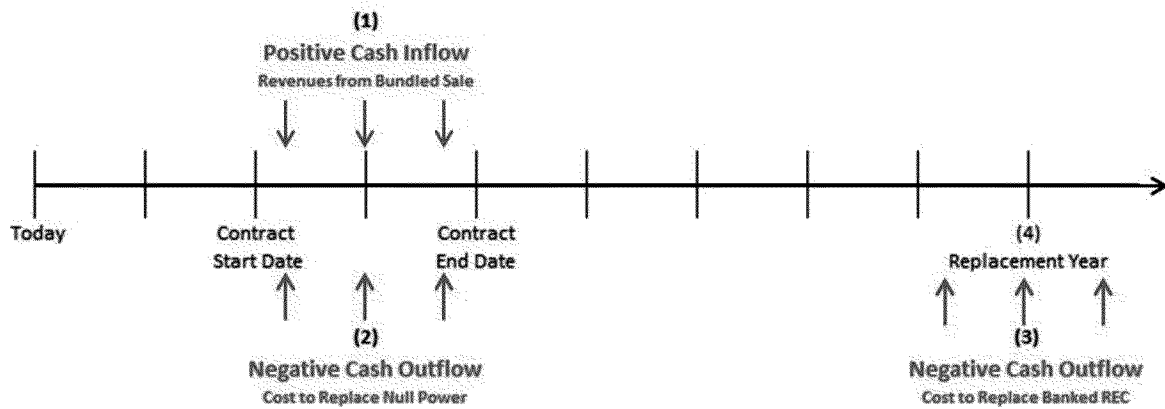 (1)
Positive Cash Inflow
Revenues from Bundled Sale
Today
Contract
Start Date
Contract
End Date
(4)
Replacement Year
(2)
Negative Cash Outflow
Cost to Replace Null Power
(3)
Negative Cash Outflow
Cost to Replace Banked REC